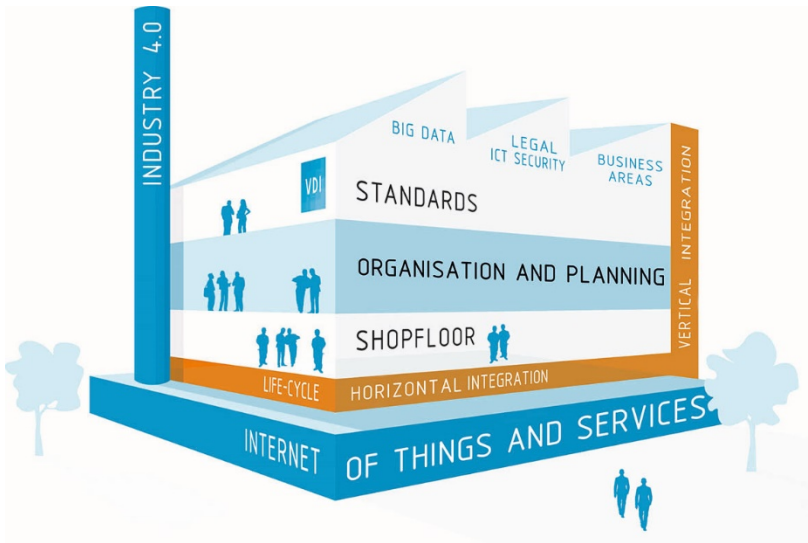 INDUSTRY 4.0
BIG DATA
LEGAL
ICT SECURITY
BUSINESS
AREAS
VDI
STANDARDS
ORGANISATION AND PLANNING
SHOPFLOOR
VERTICAL INTEGRATION
LIFE-CYCLE
HORIZONTAL INTEGRATION
INTERNET OF THINGS AND SERVICES